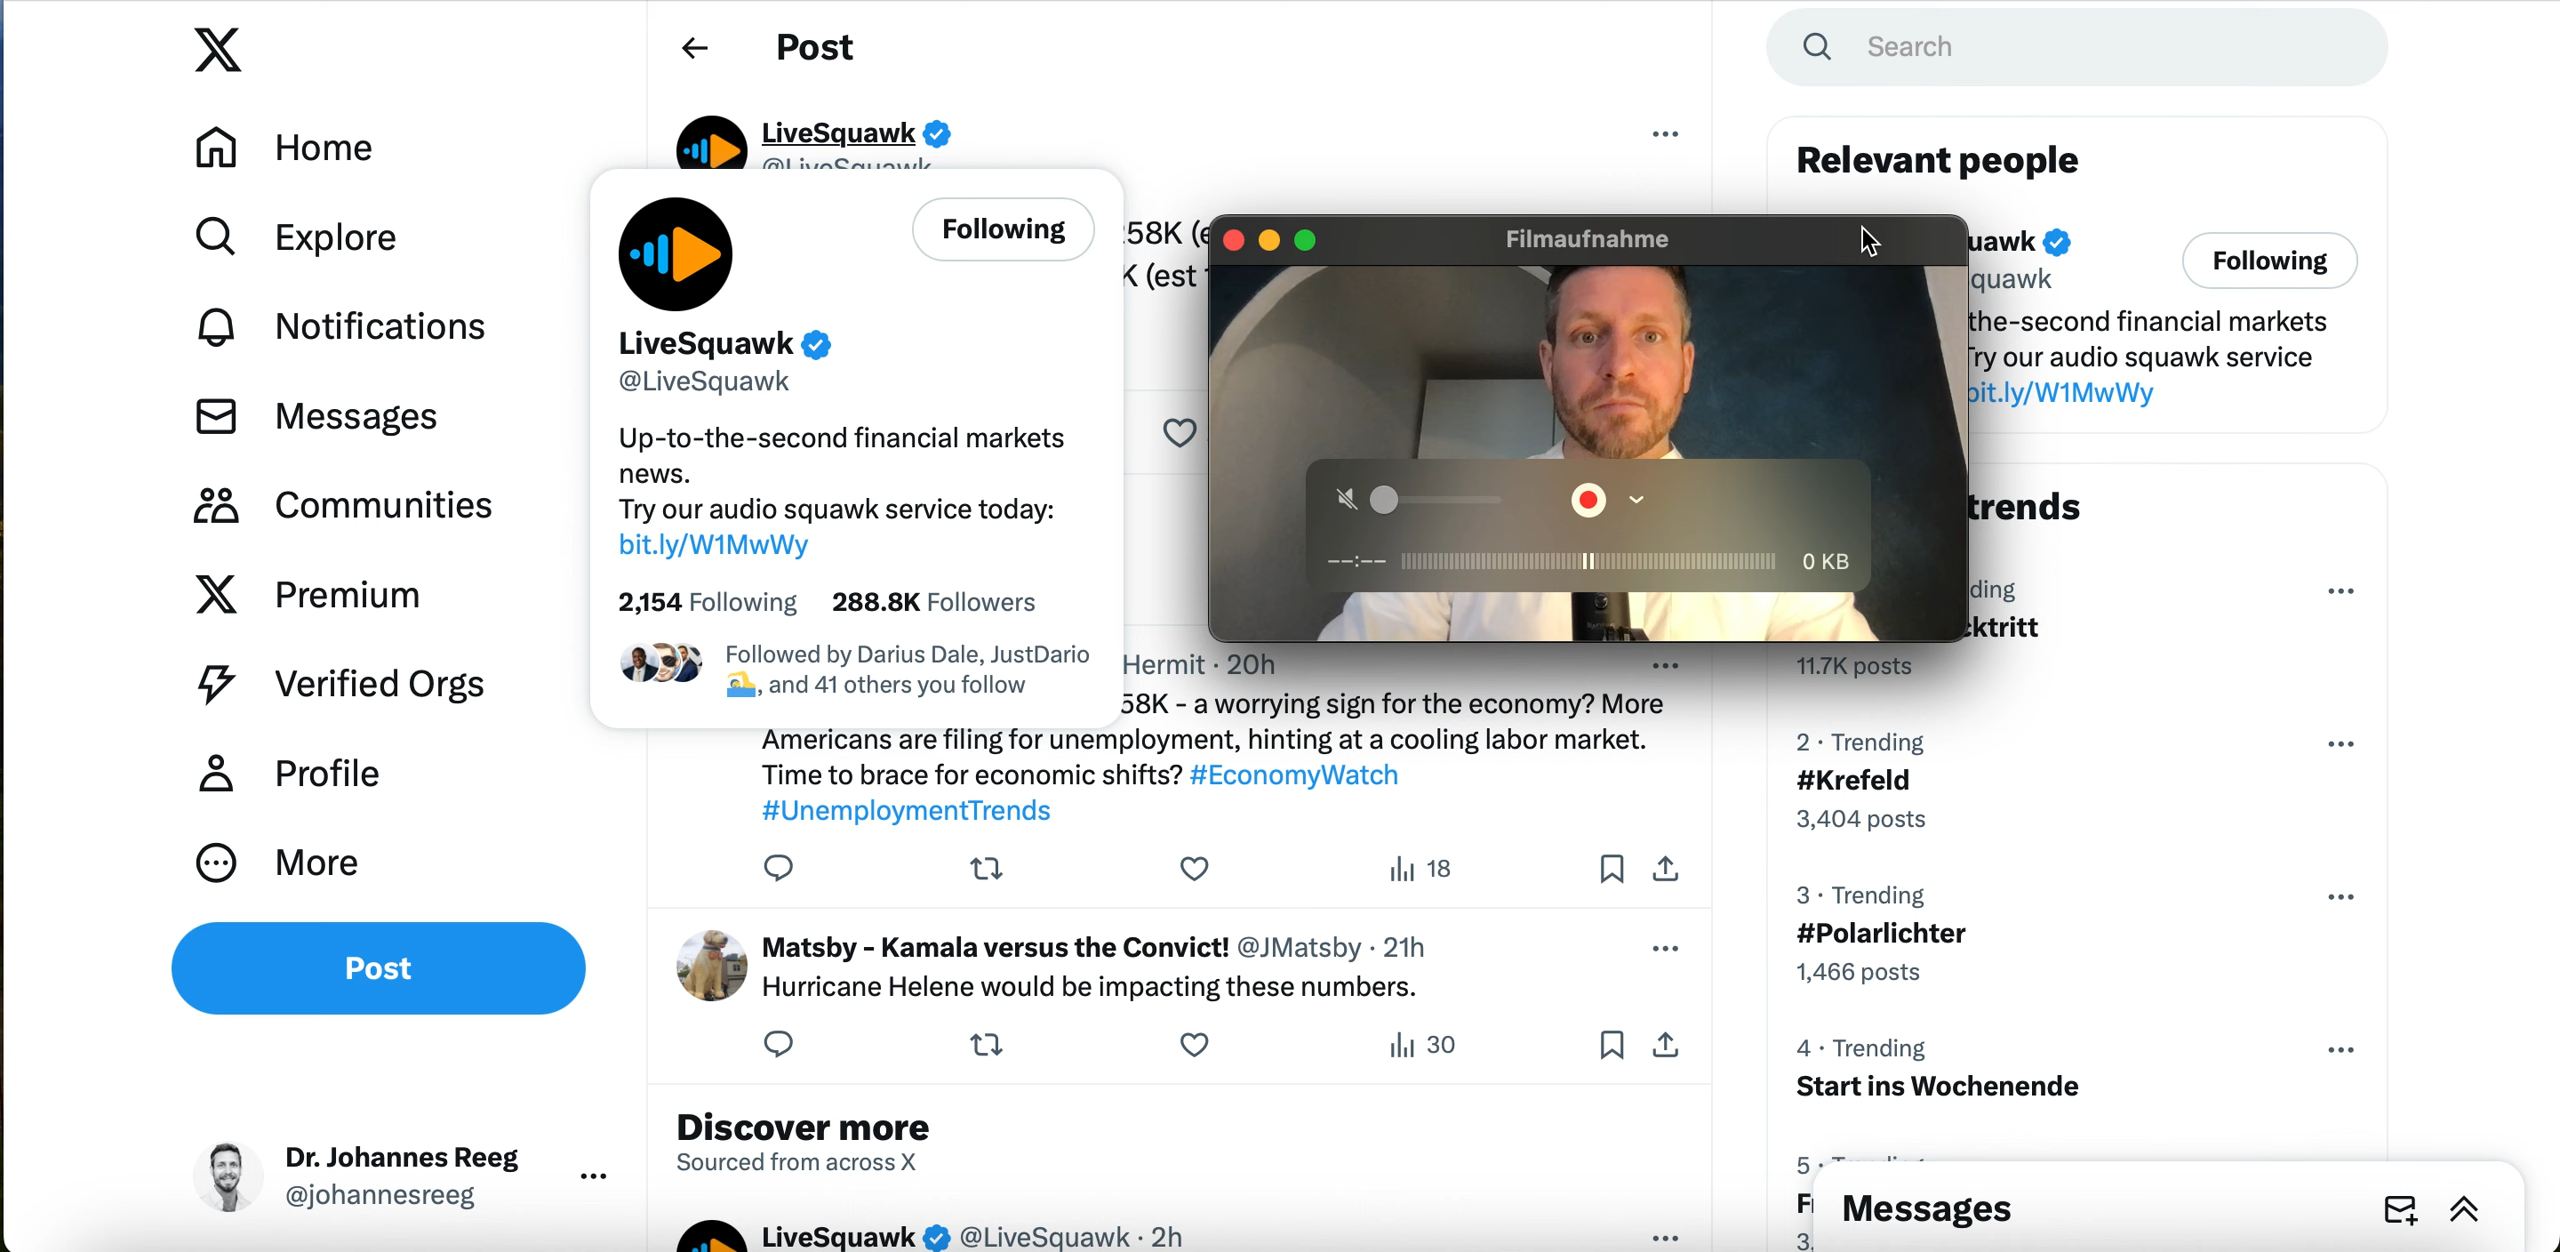 Home
Explore
Notifications
Messages
Communities
Premium
Verified Orgs
Profile
More
Post
Dr. Johannes Reeg
@johannesreeg
Post
LiveSquawk
@LiveSquawk
Following
LiveSquawk
@LiveSquawk
Up-to-the-second financial markets
news.
Try our audio squawk service today:
bit.ly/W1MwWy
2,154 Following 288.8K Followers
Followed by Darius Dale, JustDario
🏊, and 41 others you follow
258K (e
K (est
Filmaufnahme
--:-- 0 KB
Hermit · 20h
58K - a worrying sign for the economy? More
Americans are filing for unemployment, hinting at a cooling labor market.
Time to brace for economic shifts? #EconomyWatch
#UnemploymentTrends
18
Matsby - Kamala versus the Convict! @JMatsby · 21h
Hurricane Helene would be impacting these numbers.
30
Discover more
Sourced from across X
LiveSquawk @LiveSquawk · 2h
Search
Relevant people
uawk
quawk
Following
the-second financial markets
Try our audio squawk service
bit.ly/W1MwWy
trends
ding
cktritt
11.7K posts
2 · Trending
#Krefeld
3,404 posts
3 · Trending
#Polarlichter
1,466 posts
4 · Trending
Start ins Wochenende
5 ·
Messages